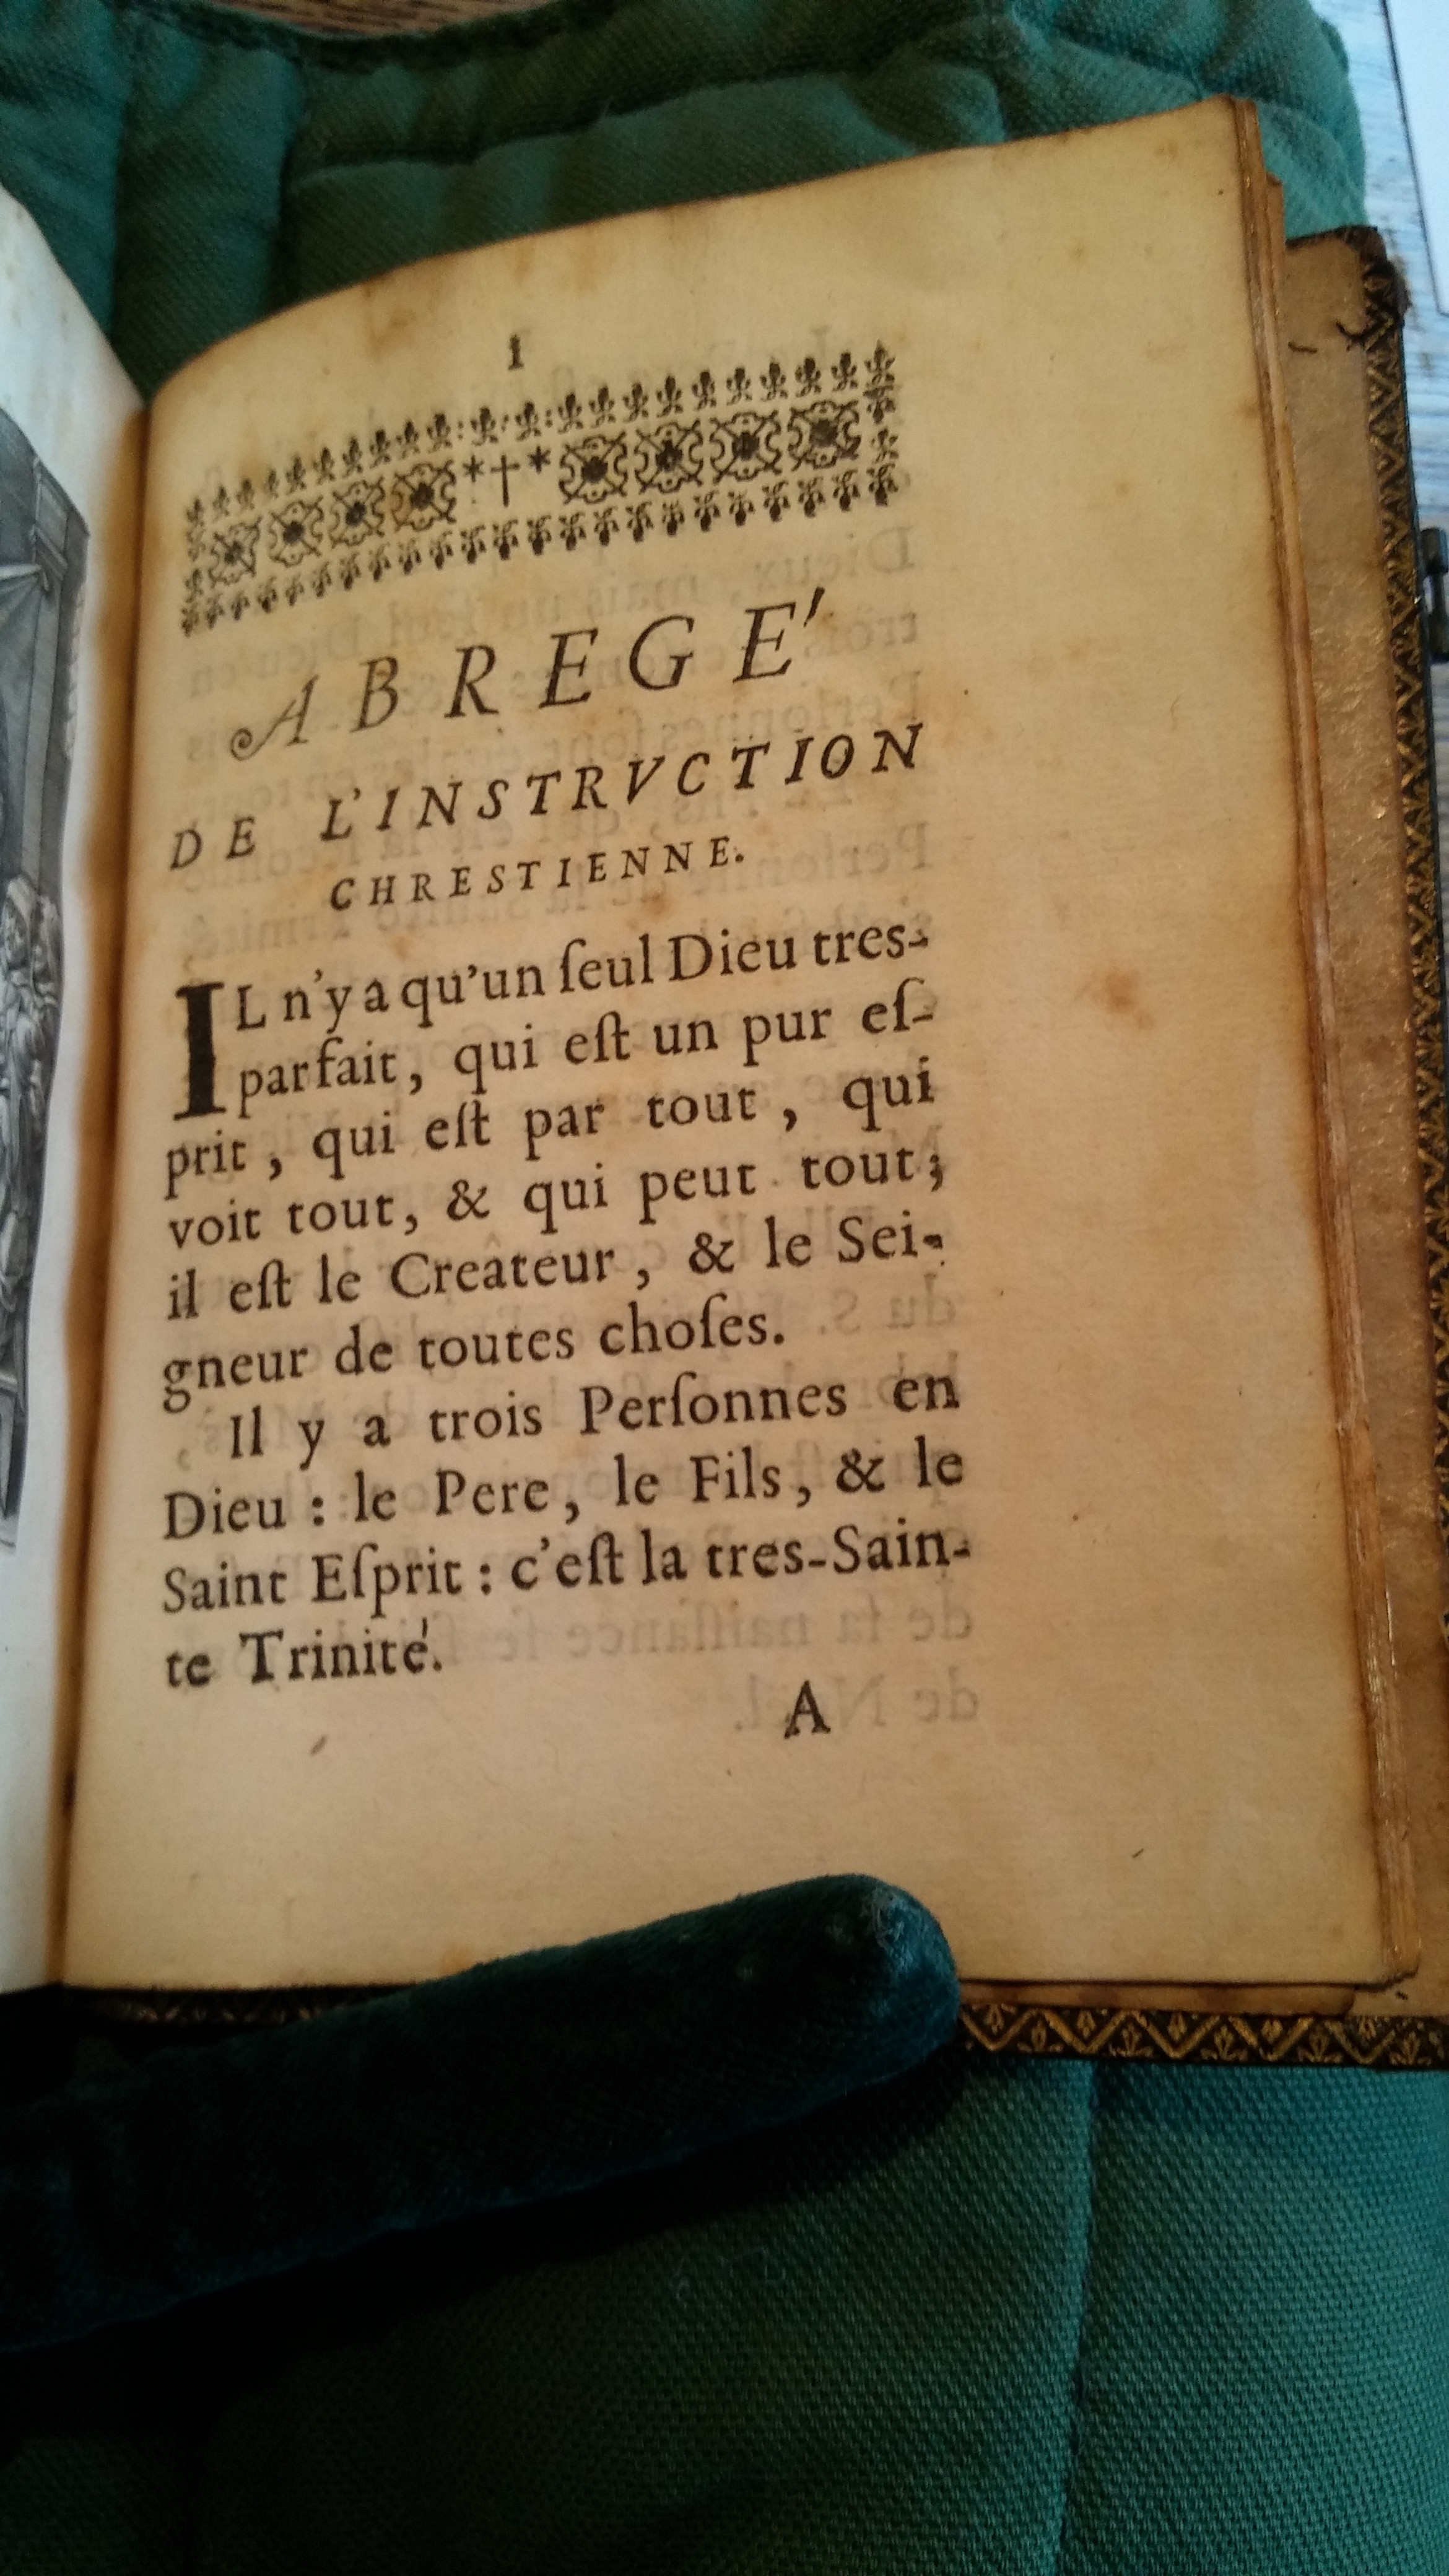 1
*†*
ABREGE'
DE L'INSTRVCTION
CHRESTIENNE.
IL n'y a qu'un ſeul Dieu tres-
parfait, qui eſt un pur eſ-
prit, qui eſt par tout, qui
voit tout, & qui peut tout;
il eſt le Createur, & le Sei-
gneur de toutes choſes.
Il y a trois Perſonnes en
Dieu : le Pere, le Fils, & le
Saint Eſprit : c'eſt la tres-Sain-
te Trinité.
A